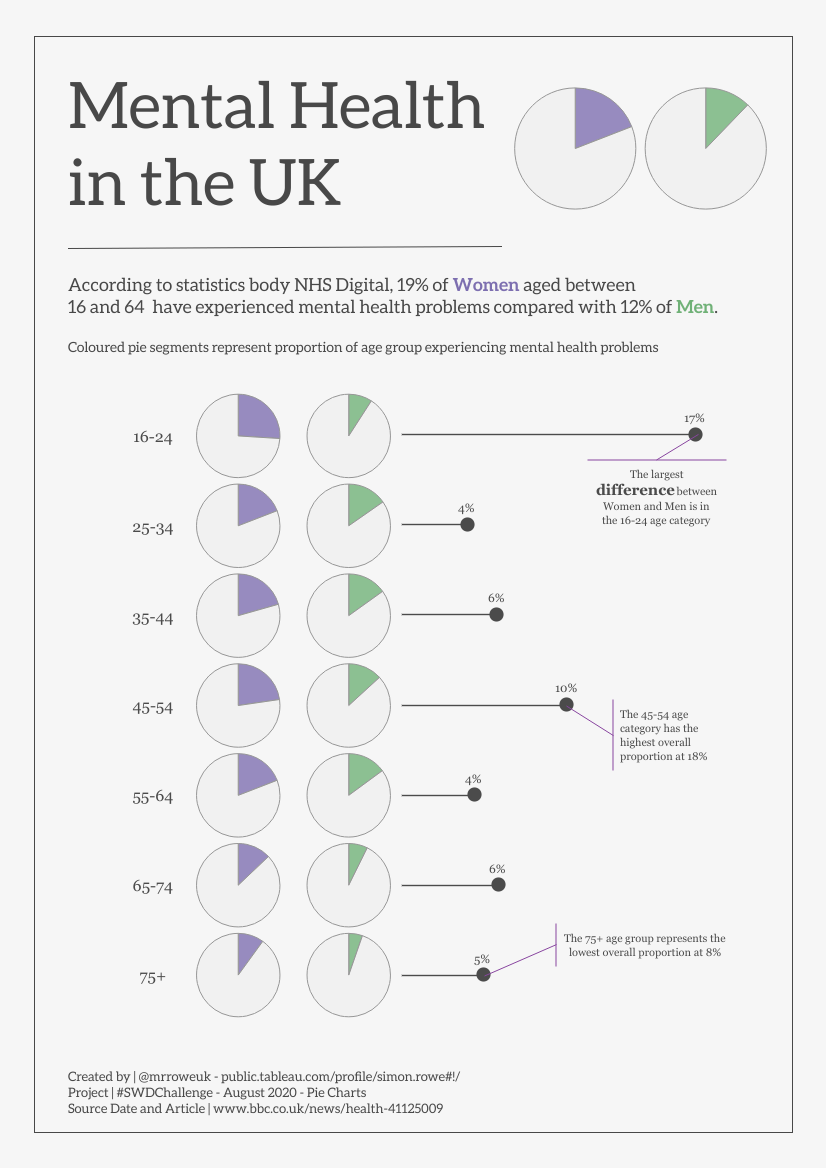 Mental Health
in the UK
According to statistics body NHS Digital, 19% of Women aged between
16 and 64 have experienced mental health problems compared with 12% of Men.
Coloured pie segments represent proportion of age group experiencing mental health problems
16-24
17%
The largest
difference between
Women and Men is in
the 16-24 age category
25-34
4%
35-44
6%
45-54
10%
The 45-54 age
category has the
highest overall
proportion at 18%
55-64
4%
65-74
6%
75+
5%
The 75+ age group represents the
lowest overall proportion at 8%
Created by | @mrroweuk - public.tableau.com/profile/simon.rowe#!/
Project | #SWDChallenge - August 2020 - Pie Charts
Source Date and Article | www.bbc.co.uk/news/health-41125009